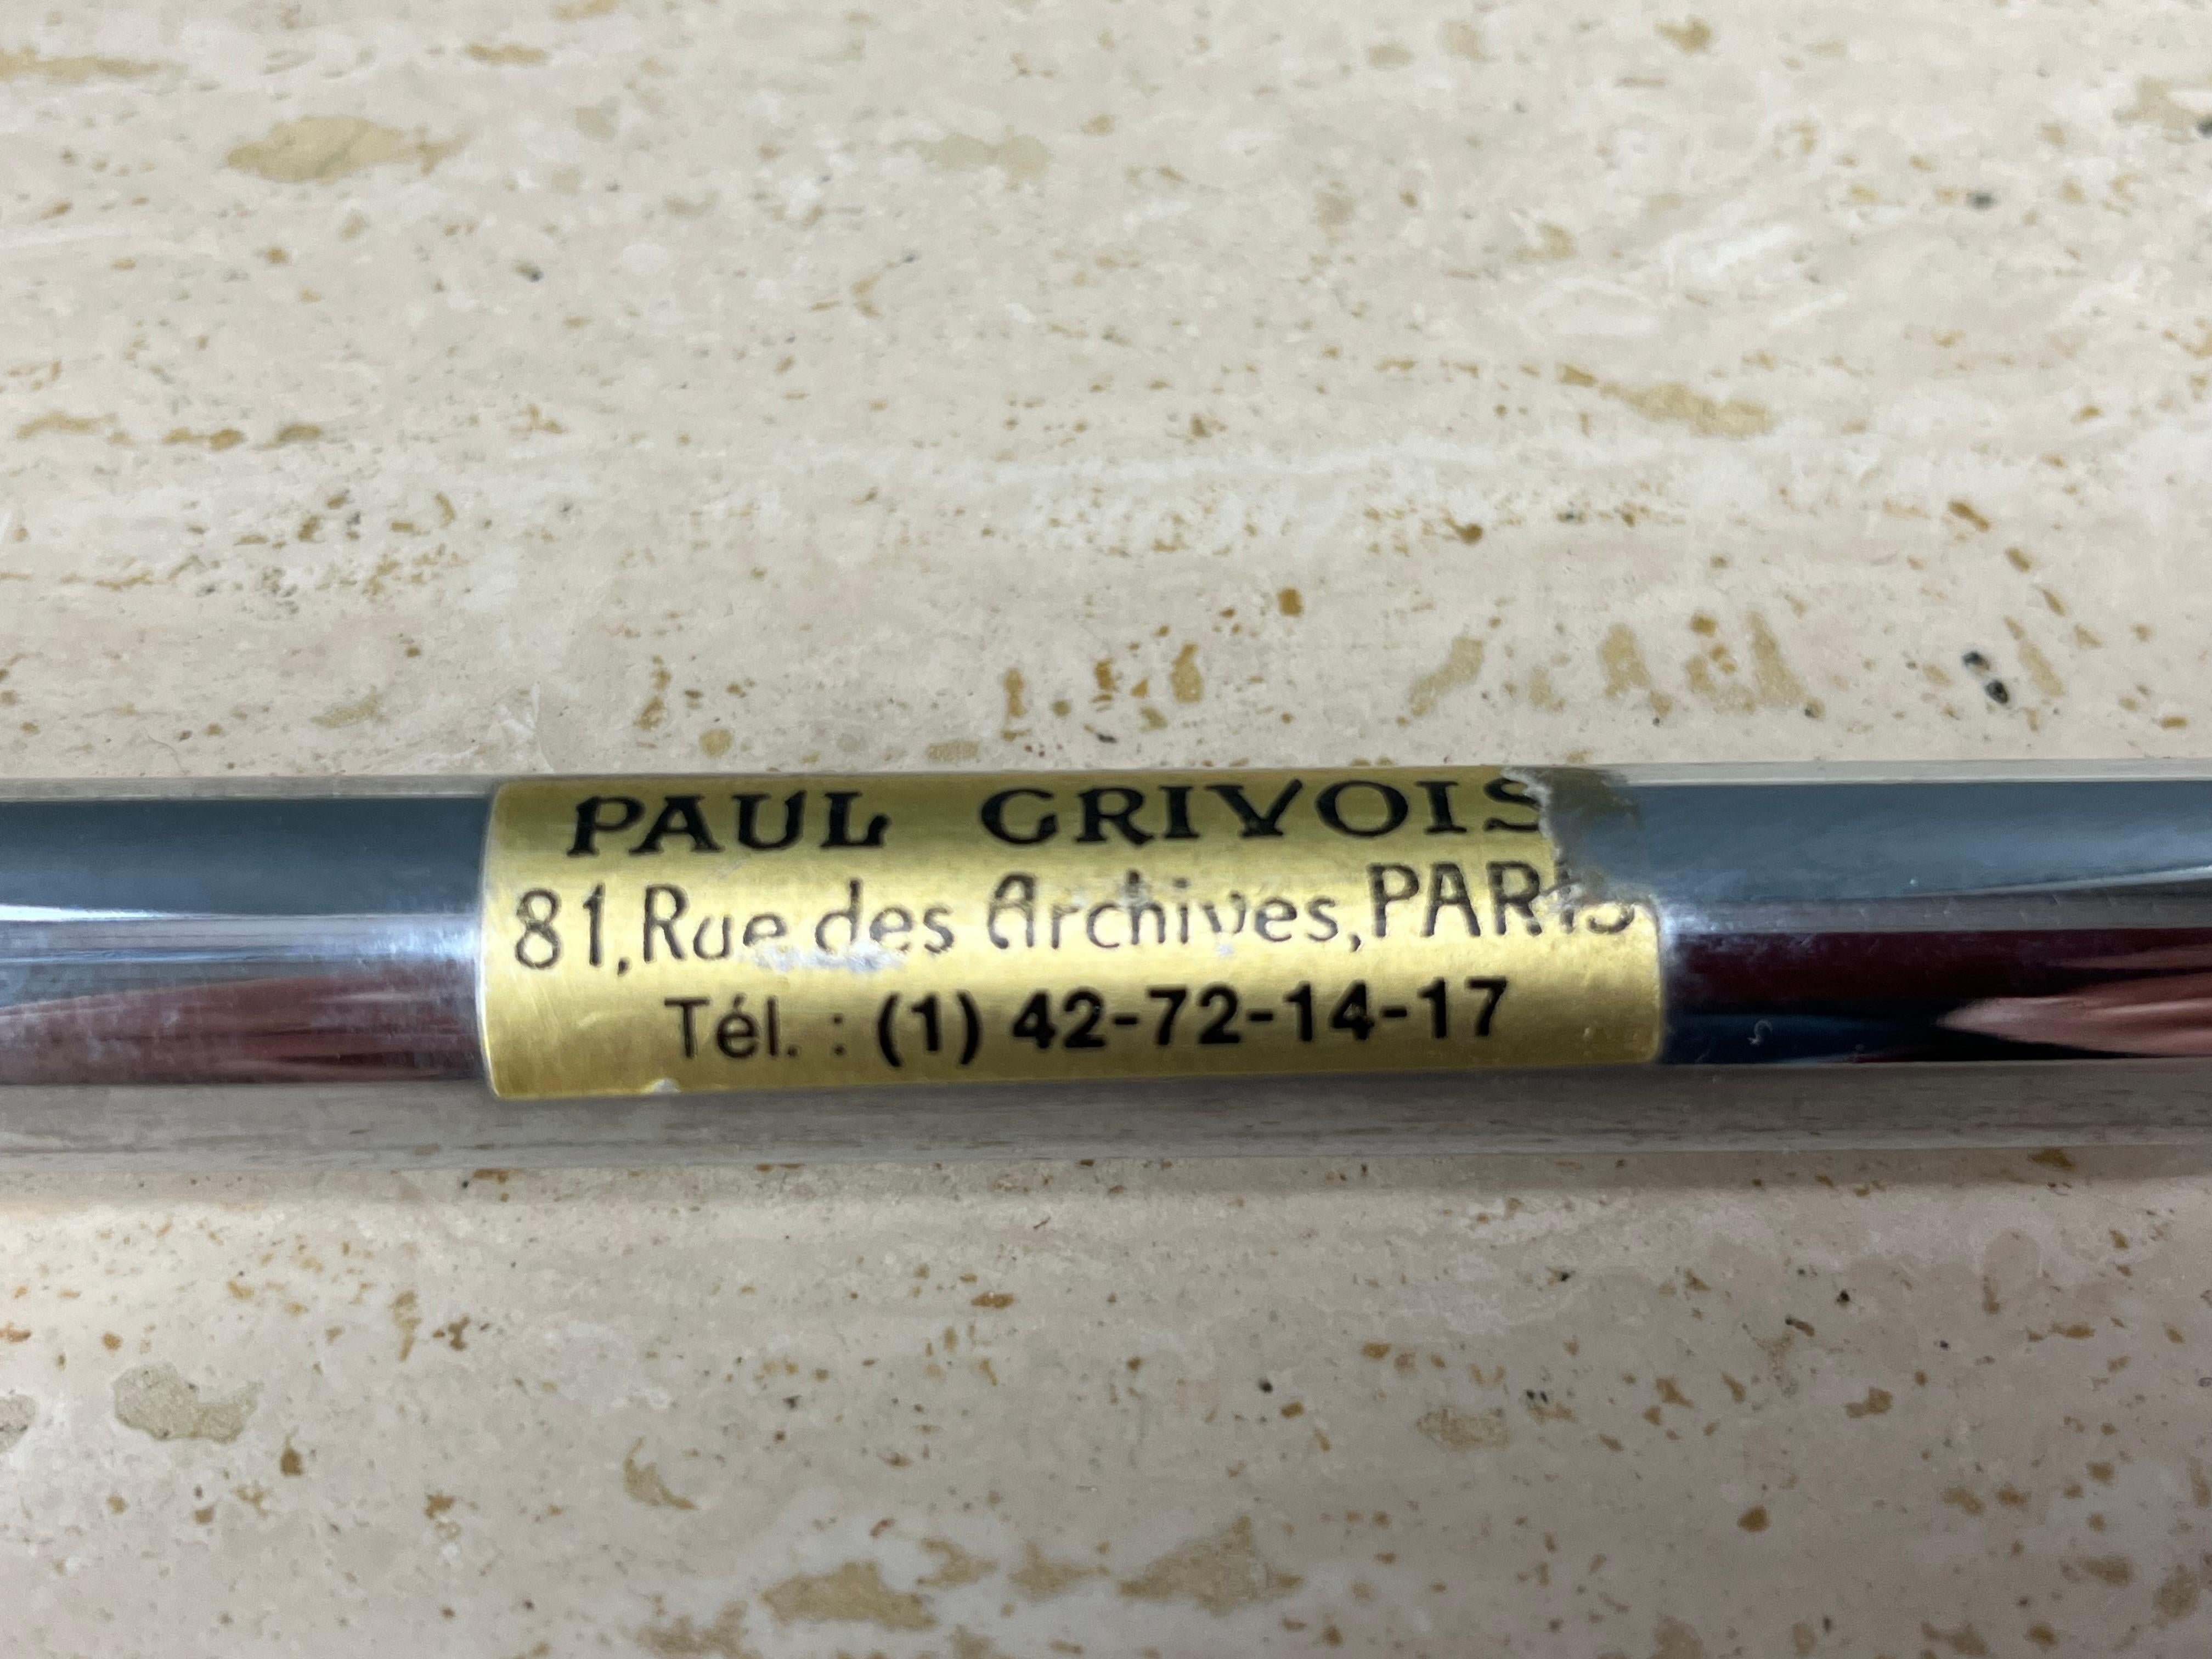 PAUL GRIVOIS
81, Rue des Archives, PARIS
Tél. : (1) 42-72-14-17